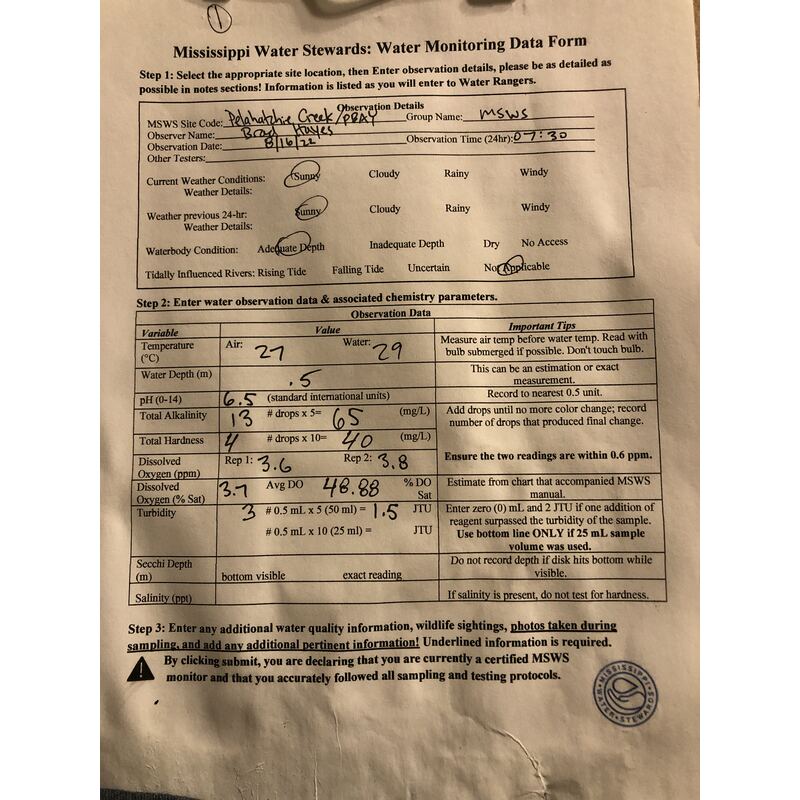 1
Mississippi Water Stewards: Water Monitoring Data Form
Step 1: Select the appropriate site location, then Enter observation details, please be as detailed as
possible in notes sections! Information is listed as you will enter to Water Rangers.
Observation Details
MSWS Site Code: Pelahatchie Creek/PBAY Group Name: MSWS
Observer Name: Brad Hayes
Observation Date: 8/16/22 Observation Time (24hr): 07:30
Other Testers:
Current Weather Conditions: Sunny Cloudy Rainy Windy
Weather Details:
Weather previous 24-hr: Sunny Cloudy Rainy Windy
Weather Details:
Waterbody Condition: Adequate Depth Inadequate Depth Dry No Access
Tidally Influenced Rivers: Rising Tide Falling Tide Uncertain Not Applicable
Step 2: Enter water observation data & associated chemistry parameters.
Observation Data
Variable Value Important Tips
Temperature (°C) Air: 27 Water: 29 Measure air temp before water temp. Read with
bulb submerged if possible. Don't touch bulb.
Water Depth (m) .5 This can be an estimation or exact
measurement.
pH (0-14) 6.5 (standard international units) Record to nearest 0.5 unit.
Total Alkalinity 13 # drops x 5= 65 (mg/L) Add drops until no more color change; record
number of drops that produced final change.
Total Hardness 4 # drops x 10= 40 (mg/L)
Dissolved Oxygen (ppm) Rep 1: 3.6 Rep 2: 3.8 Ensure the two readings are within 0.6 ppm.
Dissolved Oxygen (% Sat) 3.7 Avg DO 48.88 % DO Sat Estimate from chart that accompanied MSWS
manual.
Turbidity 3 # 0.5 mL x 5 (50 ml) = 1.5 JTU Enter zero (0) mL and 2 JTU if one addition of
reagent surpassed the turbidity of the sample.
# 0.5 mL x 10 (25 ml) = JTU Use bottom line ONLY if 25 mL sample
volume was used.
Secchi Depth (m) bottom visible exact reading Do not record depth if disk hits bottom while
visible.
Salinity (ppt) If salinity is present, do not test for hardness.
Step 3: Enter any additional water quality information, wildlife sightings, photos taken during
sampling, and add any additional pertinent information! Underlined information is required.
By clicking submit, you are declaring that you are currently a certified MSWS
monitor and that you accurately followed all sampling and testing protocols.
MISSISSIPPI
WATER STEWARDS